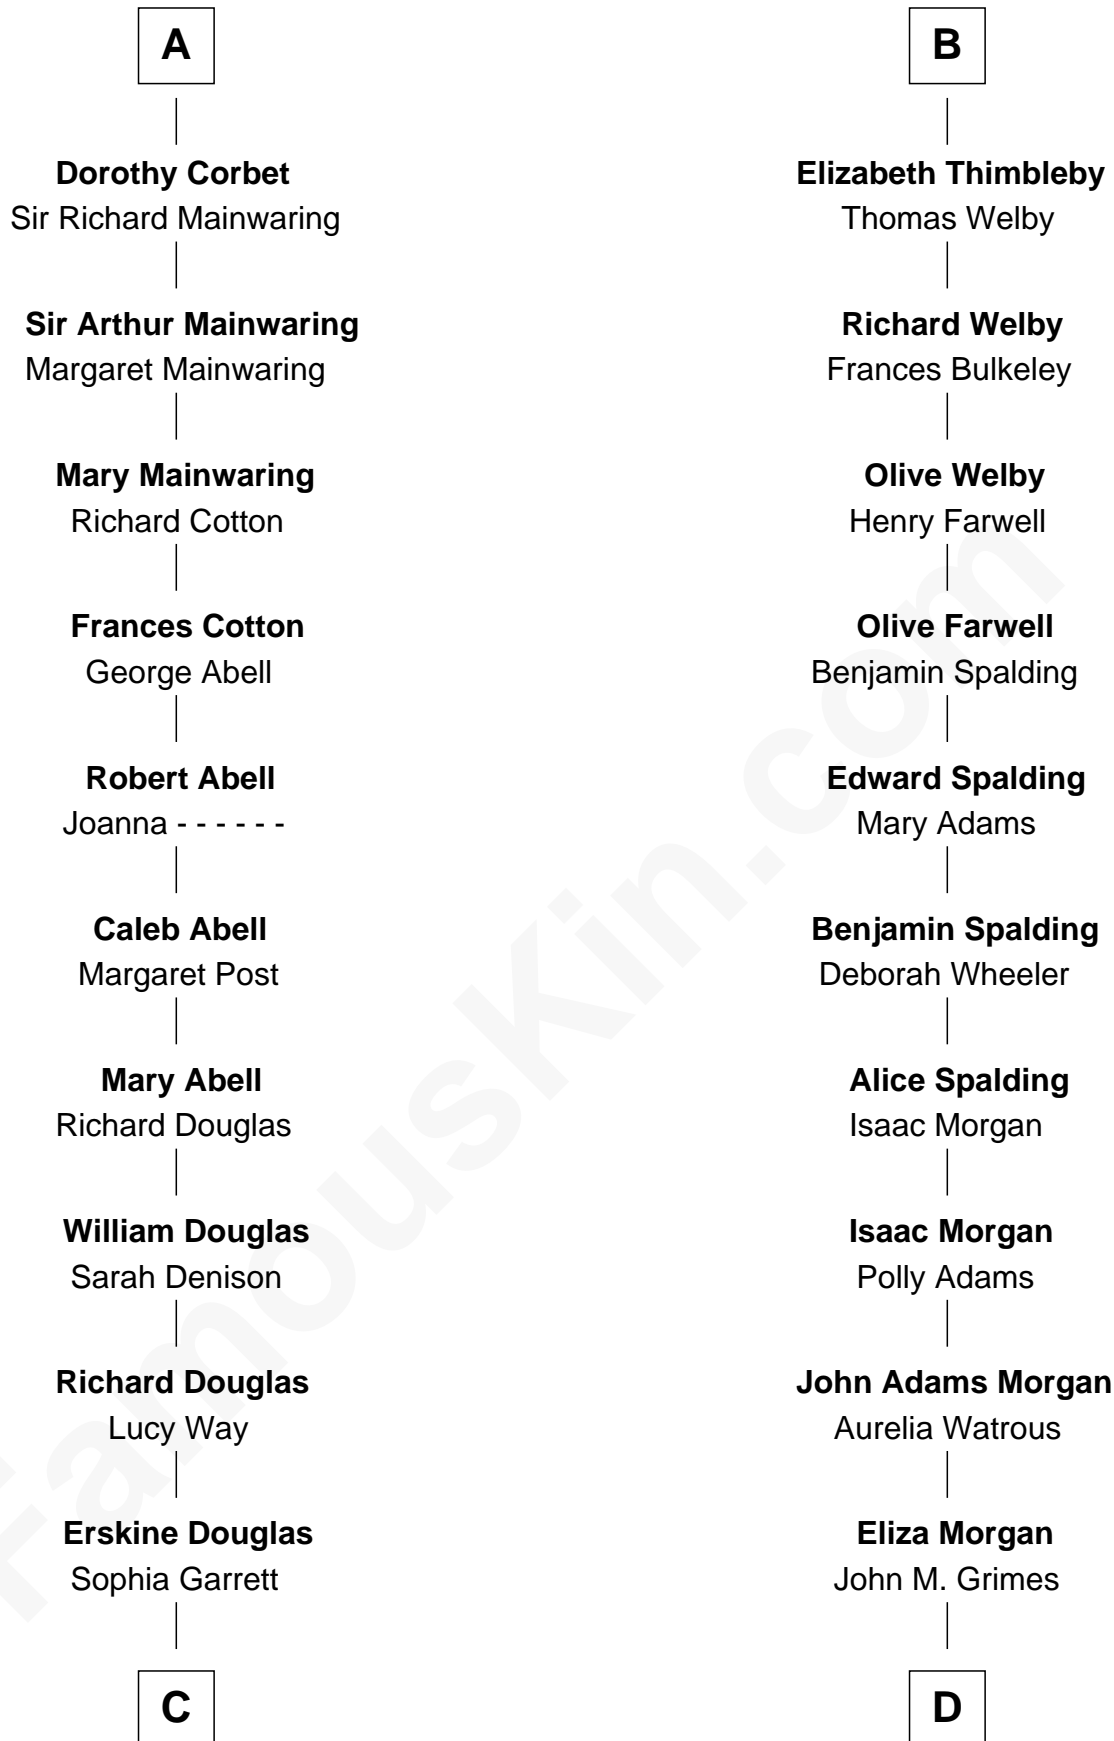 A
Dorothy Corbet
Sir Richard Mainwaring
Sir Arthur Mainwaring
Margaret Mainwaring
Mary Mainwaring
Richard Cotton
Frances Cotton
George Abell
Robert Abell
Joanna - - - - - -
Caleb Abell
Margaret Post
Mary Abell
Richard Douglas
William Douglas
Sarah Denison
Richard Douglas
Lucy Way
Erskine Douglas
Sophia Garrett
C
B
Elizabeth Thimbleby
Thomas Welby
Richard Welby
Frances Bulkeley
Olive Welby
Henry Farwell
Olive Farwell
Benjamin Spalding
Edward Spalding
Mary Adams
Benjamin Spalding
Deborah Wheeler
Alice Spalding
Isaac Morgan
Isaac Morgan
Polly Adams
John Adams Morgan
Aurelia Watrous
Eliza Morgan
John M. Grimes
D
FamousKin.com